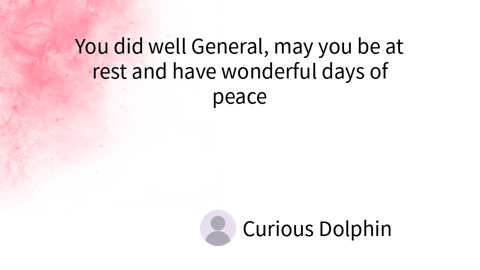 You did well General, may you be at
rest and have wonderful days of
peace
Curious Dolphin